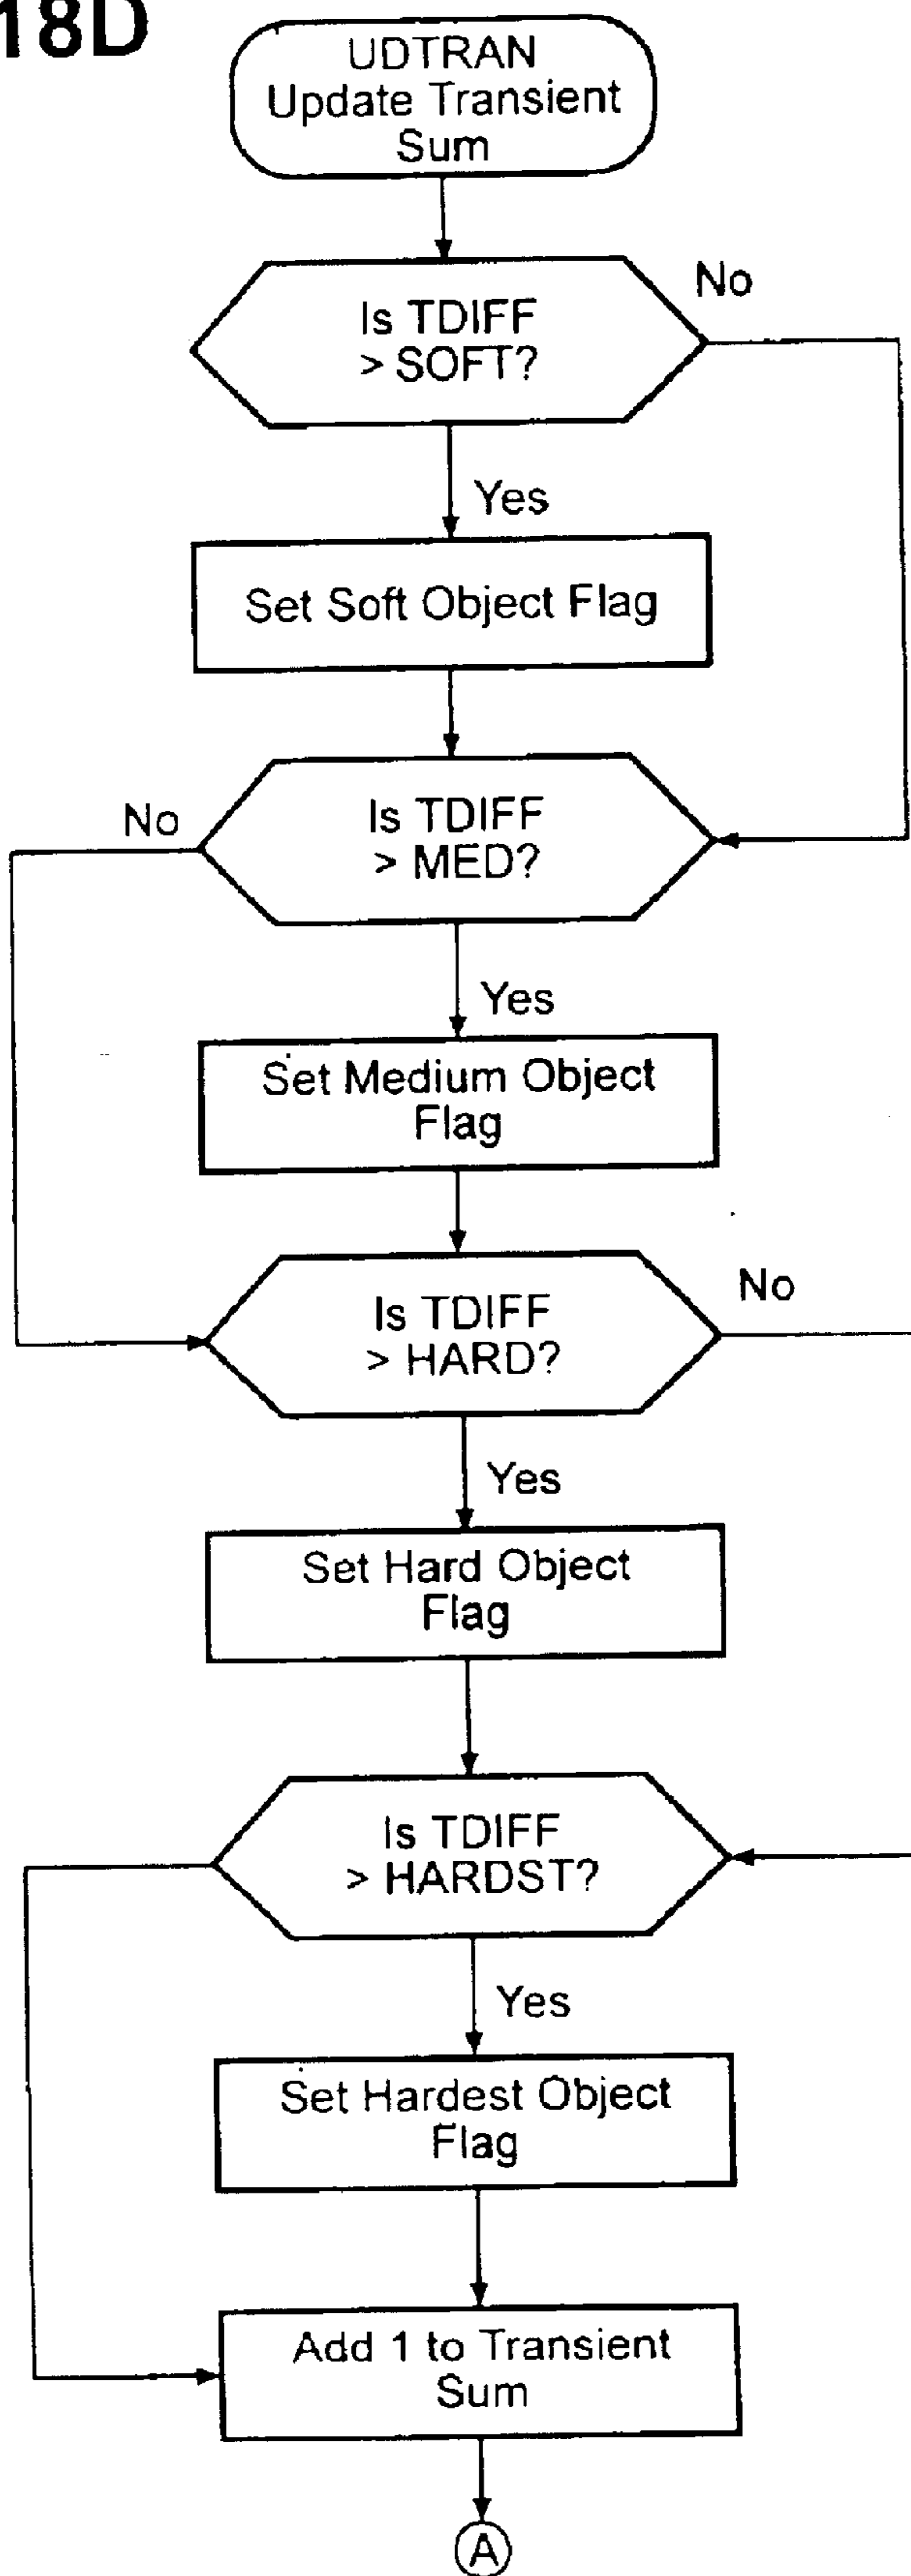 18D
UDTRAN
Update Transient
Sum
Is TDIFF
> SOFT?
No
Yes
Set Soft Object Flag
Is TDIFF
> MED?
No
Yes
Set Medium Object
Flag
Is TDIFF
> HARD?
No
Yes
Set Hard Object
Flag
Is TDIFF
> HARDST?
Yes
Set Hardest Object
Flag
Add 1 to Transient
Sum
A